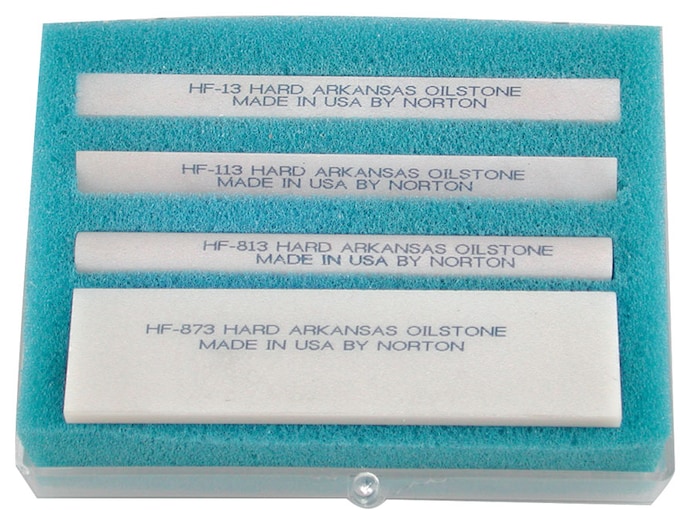 HF-13 HARD ARKANSAS OILSTONE
MADE IN USA BY NORTON
HF-113 HARD ARKANSAS OILSTONE
MADE IN USA BY NORTON
HF-813 HARD ARKANSAS OILSTONE
MADE IN USA BY NORTON
HF-873 HARD ARKANSAS OILSTONE
MADE IN USA BY NORTON